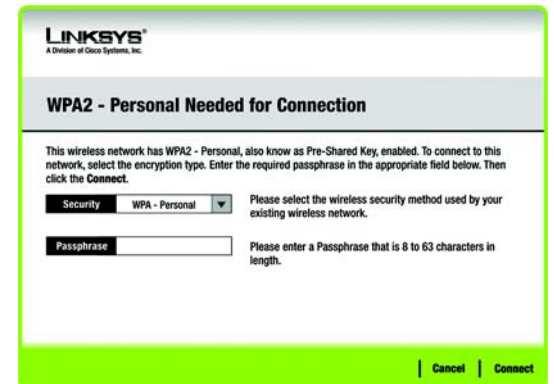 LINKSYS®
A Division of Cisco Systems, Inc.
WPA2 - Personal Needed for Connection
This wireless network has WPA2 - Personal, also know as Pre-Shared Key, enabled. To connect to this
network, select the encryption type. Enter the required passphrase in the appropriate field below. Then
click the Connect.
Security WPA - Personal Please select the wireless security method used by your
existing wireless network.
Passphrase Please enter a Passphrase that is 8 to 63 characters in
length.
Cancel Connect